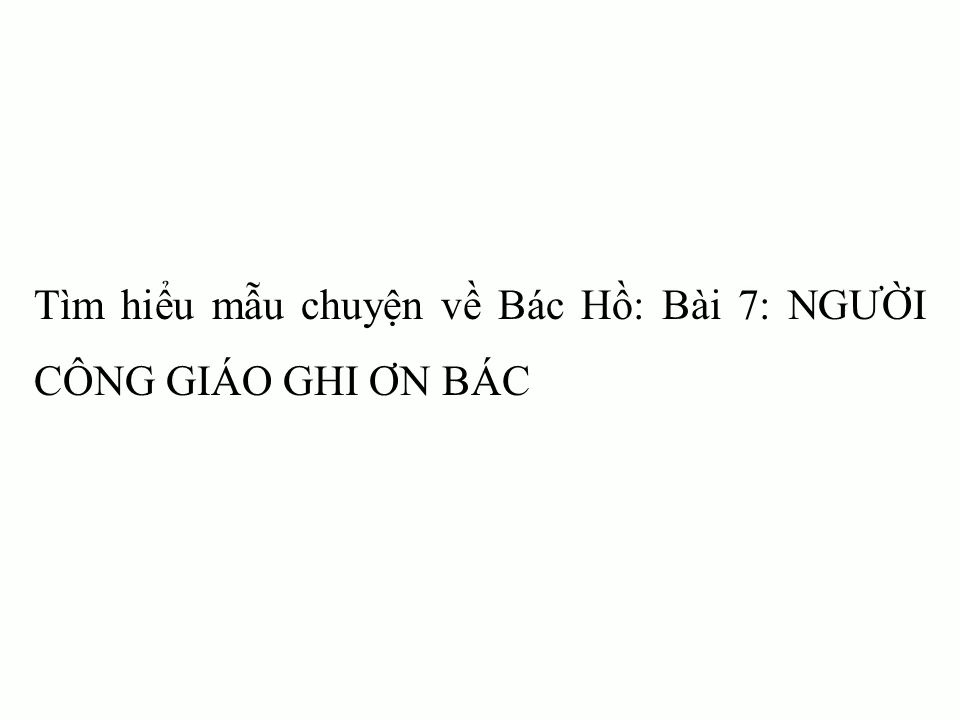 Tìm hiểu mẫu chuyện về Bác Hồ: Bài 7: NGƯỜI
CÔNG GIÁO GHI ƠN BÁC